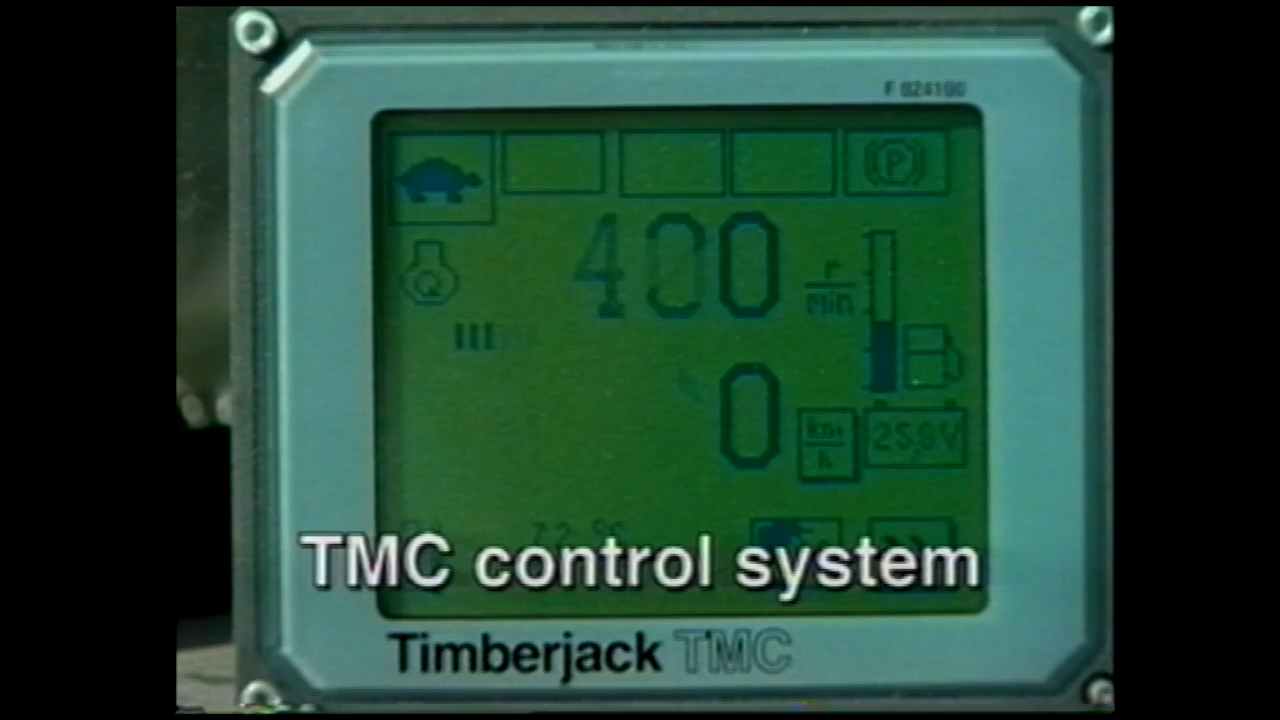 F 024100
P
400 r/min
0 km/h 25,8V
TMC control system
Timberjack TMC